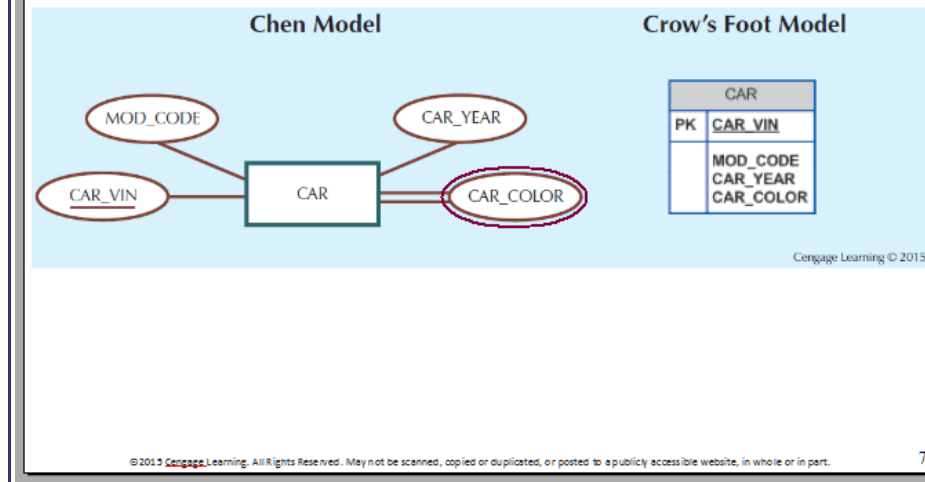 Chen Model
Crow's Foot Model
MOD_CODE
CAR_YEAR
CAR_VIN
CAR
CAR_COLOR
CAR
PK CAR_VIN
MOD_CODE
CAR_YEAR
CAR_COLOR
Cengage Learning © 2015
©2015 Cengage Learning. All Rights Reserved. May not be scanned, copied or duplicated, or posted to a publicly accessible website, in whole or in part.
7